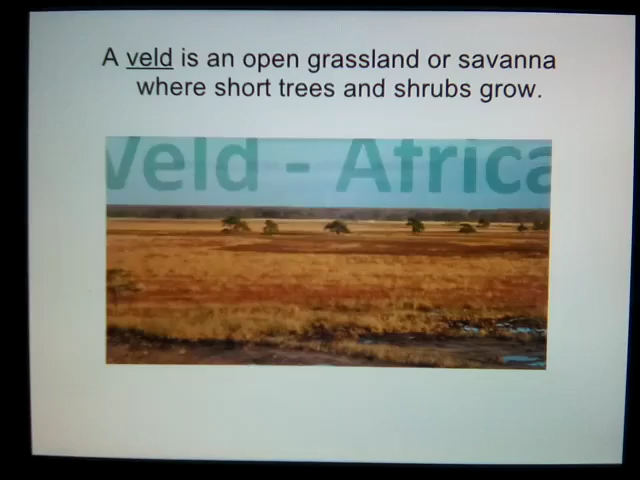 A veld is an open grassland or savanna
where short trees and shrubs grow.
Veld - Africa